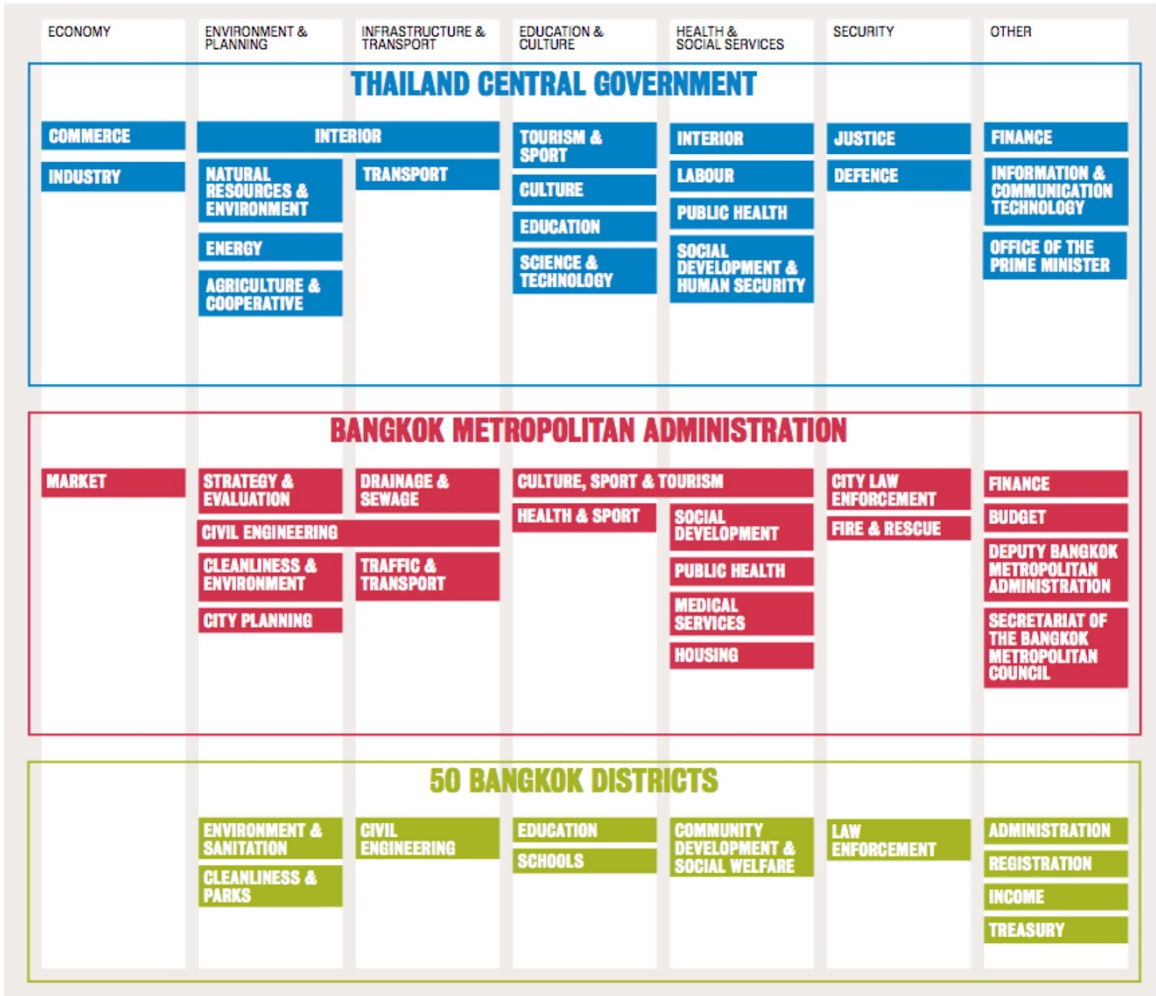 ECONOMY
ENVIRONMENT &
PLANNING
INFRASTRUCTURE &
TRANSPORT
EDUCATION &
CULTURE
HEALTH &
SOCIAL SERVICES
SECURITY
OTHER
THAILAND CENTRAL GOVERNMENT
COMMERCE
INDUSTRY
INTERIOR
NATURAL
RESOURCES &
ENVIRONMENT
ENERGY
AGRICULTURE &
COOPERATIVE
TRANSPORT
TOURISM &
SPORT
CULTURE
EDUCATION
SCIENCE &
TECHNOLOGY
INTERIOR
LABOUR
PUBLIC HEALTH
SOCIAL
DEVELOPMENT &
HUMAN SECURITY
JUSTICE
DEFENCE
FINANCE
INFORMATION &
COMMUNICATION
TECHNOLOGY
OFFICE OF THE
PRIME MINISTER
BANGKOK METROPOLITAN ADMINISTRATION
MARKET
STRATEGY &
EVALUATION
DRAINAGE &
SEWAGE
CIVIL ENGINEERING
CLEANLINESS &
ENVIRONMENT
TRAFFIC &
TRANSPORT
CITY PLANNING
CULTURE, SPORT & TOURISM
HEALTH & SPORT
SOCIAL
DEVELOPMENT
PUBLIC HEALTH
MEDICAL
SERVICES
HOUSING
CITY LAW
ENFORCEMENT
FIRE & RESCUE
FINANCE
BUDGET
DEPUTY BANGKOK
METROPOLITAN
ADMINISTRATION
SECRETARIAT OF
THE BANGKOK
METROPOLITAN
COUNCIL
50 BANGKOK DISTRICTS
ENVIRONMENT &
SANITATION
CLEANLINESS &
PARKS
CIVIL
ENGINEERING
EDUCATION
SCHOOLS
COMMUNITY
DEVELOPMENT &
SOCIAL WELFARE
LAW
ENFORCEMENT
ADMINISTRATION
REGISTRATION
INCOME
TREASURY